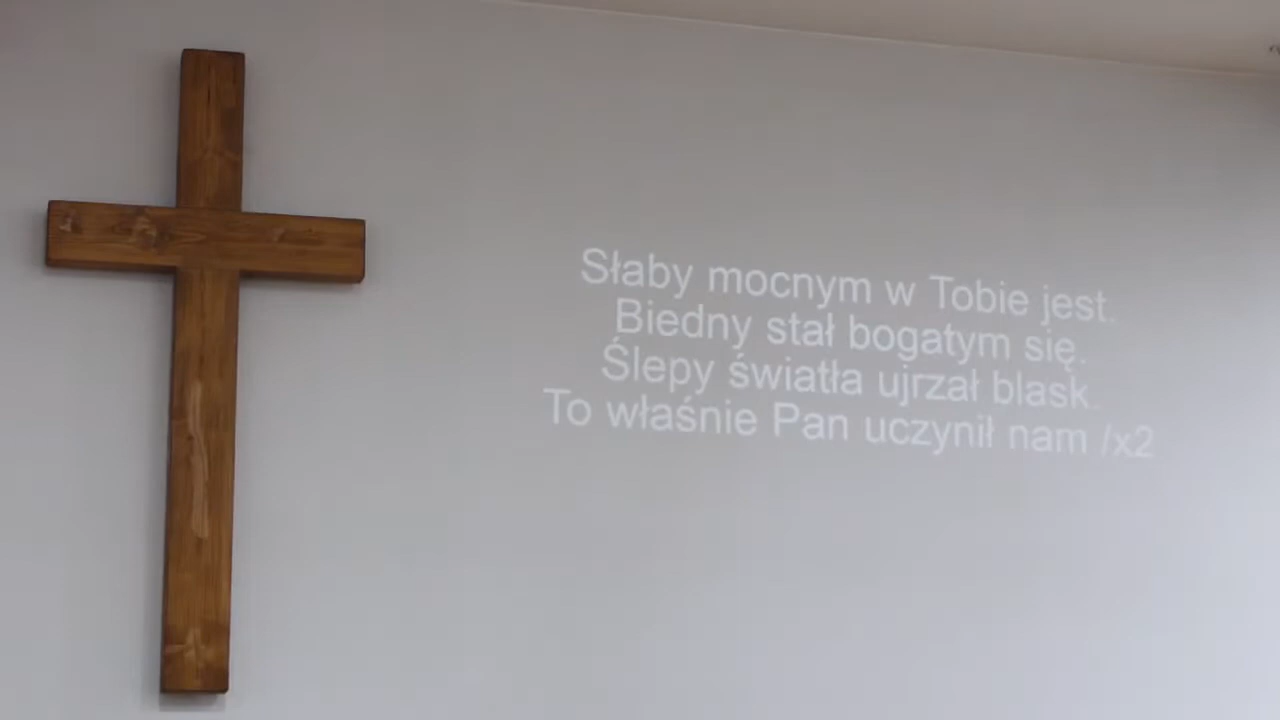 Słaby mocnym w Tobie jest.
Biedny stał bogatym się.
Ślepy światła ujrzał blask.
To właśnie Pan uczynił nam /x2